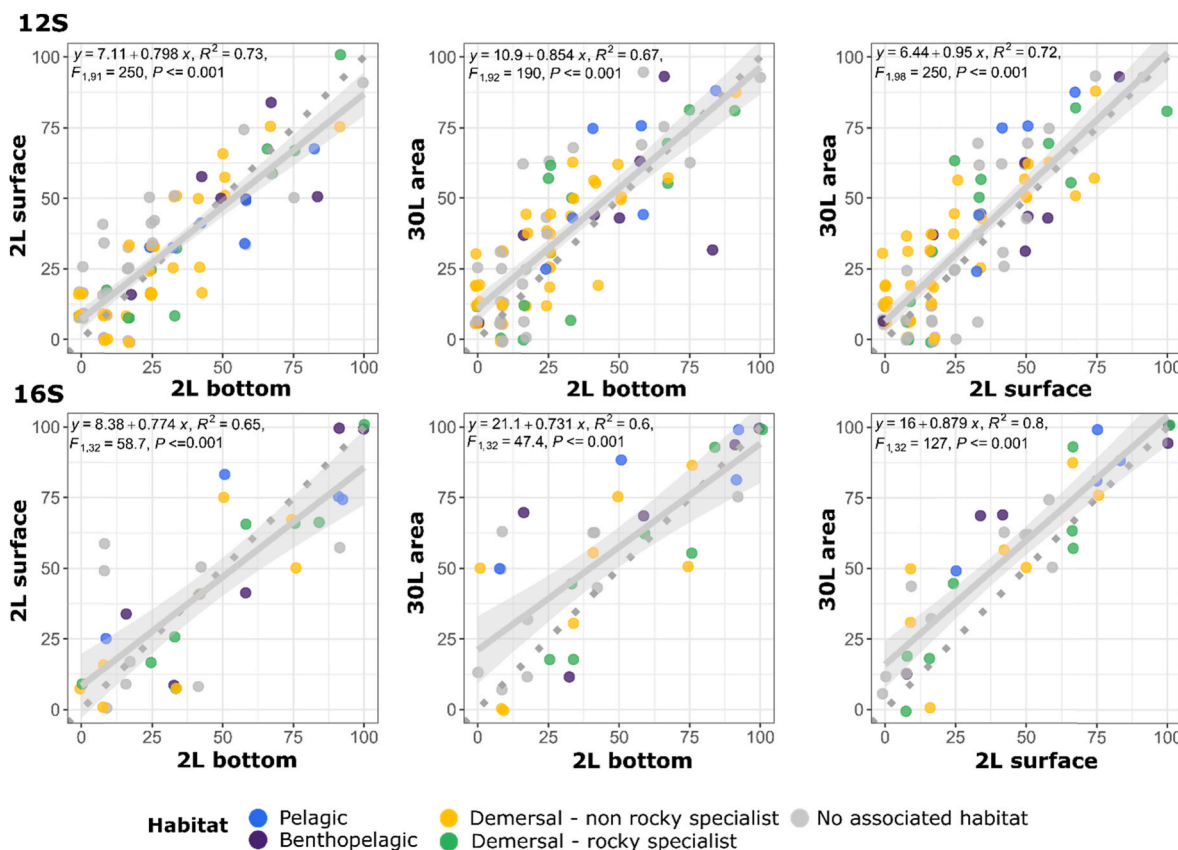 12S
y = 7.11 + 0.798 x, R² = 0.73,
F1,91 = 250, P <= 0.001
100
75
50
25
0
2L surface
0 25 50 75 100
2L bottom
y = 10.9 + 0.854 x, R² = 0.67,
F1,92 = 190, P <= 0.001
100
75
50
25
0
30L area
0 25 50 75 100
2L bottom
y = 6.44 + 0.95 x, R² = 0.72,
F1,98 = 250, P <= 0.001
100
75
50
25
0
30L area
0 25 50 75 100
2L surface
16S
y = 8.38 + 0.774 x, R² = 0.65,
F1,32 = 58.7, P <=0.001
100
75
50
25
0
2L surface
0 25 50 75 100
2L bottom
y = 21.1 + 0.731 x, R² = 0.6,
F1,32 = 47.4, P <= 0.001
100
75
50
25
0
30L area
0 25 50 75 100
2L bottom
y = 16 + 0.879 x, R² = 0.8,
F1,32 = 127, P <= 0.001
100
75
50
25
0
30L area
0 25 50 75 100
2L surface
Habitat
Pelagic
Benthopelagic
Demersal - non rocky specialist
Demersal - rocky specialist
No associated habitat